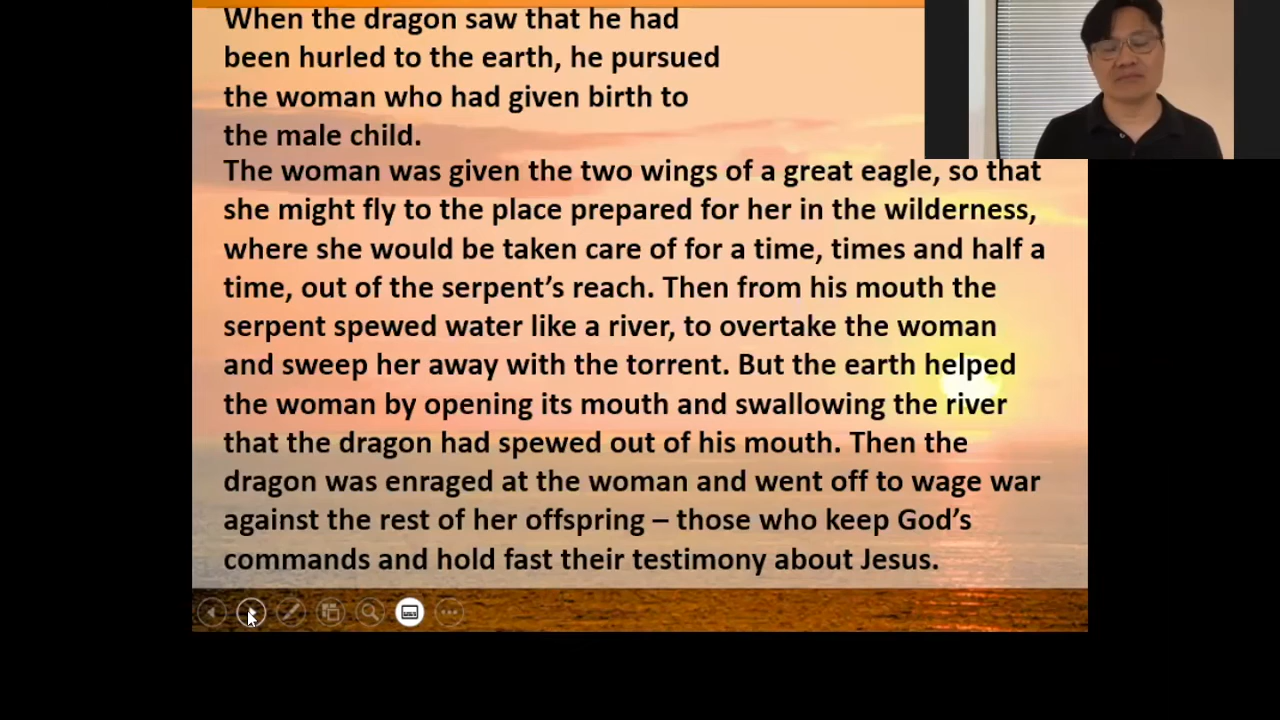 When the dragon saw that he had
been hurled to the earth, he pursued
the woman who had given birth to
the male child.
The woman was given the two wings of a great eagle, so that
she might fly to the place prepared for her in the wilderness,
where she would be taken care of for a time, times and half a
time, out of the serpent’s reach. Then from his mouth the
serpent spewed water like a river, to overtake the woman
and sweep her away with the torrent. But the earth helped
the woman by opening its mouth and swallowing the river
that the dragon had spewed out of his mouth. Then the
dragon was enraged at the woman and went off to wage war
against the rest of her offspring – those who keep God’s
commands and hold fast their testimony about Jesus.